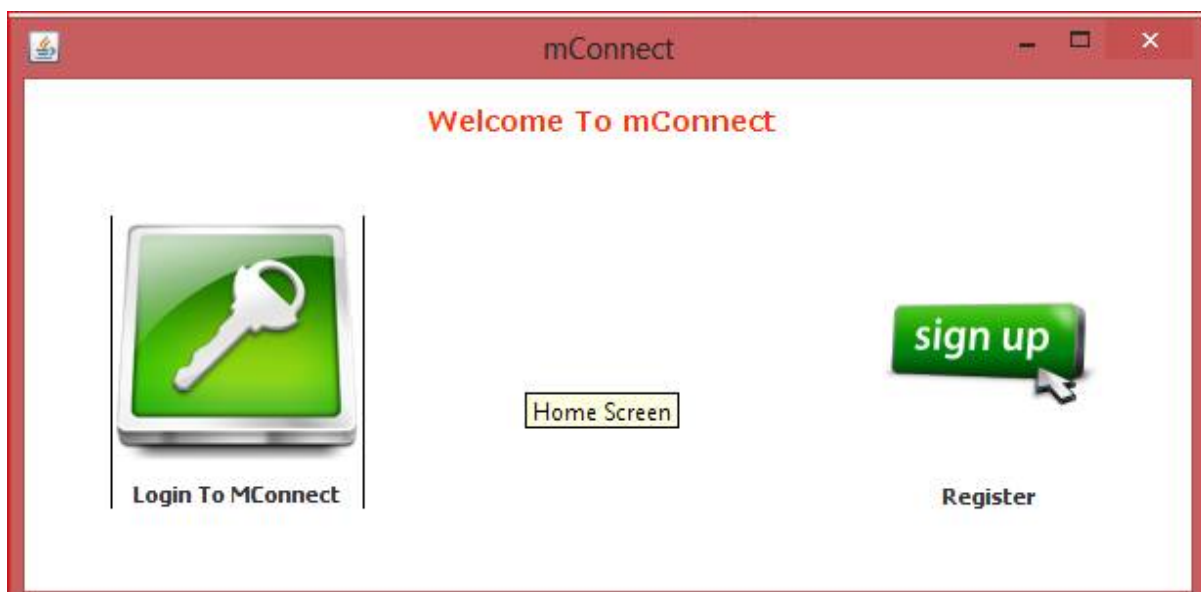 mConnect
Welcome To mConnect
sign up
Home Screen
Login To MConnect
Register